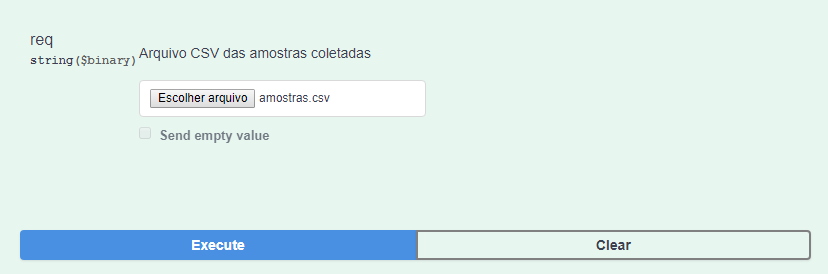 req
string($binary)
Arquivo CSV das amostras coletadas
Escolher arquivo amostras.csv
Send empty value
Execute Clear